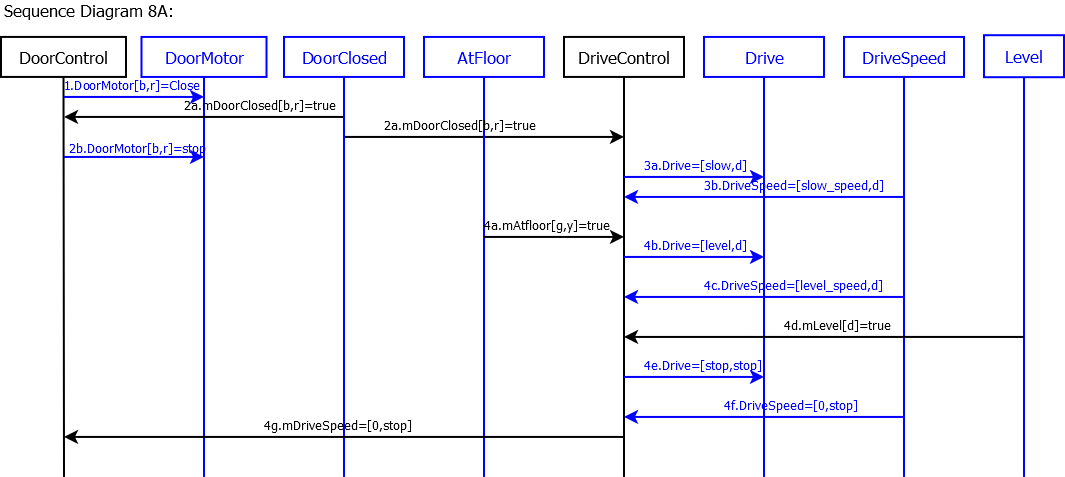 Sequence Diagram 8A:
DoorControl
DoorMotor
DoorClosed
AtFloor
DriveControl
Drive
DriveSpeed
Level
1.DoorMotor[b,r]=Close
2a.mDoorClosed[b,r]=true
2a.mDoorClosed[b,r]=true
2b.DoorMotor[b,r]=stop
3a.Drive=[slow,d]
3b.DriveSpeed=[slow_speed,d]
4a.mAtfloor[g,y]=true
4b.Drive=[level,d]
4c.DriveSpeed=[level_speed,d]
4d.mLevel[d]=true
4e.Drive=[stop,stop]
4f.DriveSpeed=[0,stop]
4g.mDriveSpeed=[0,stop]